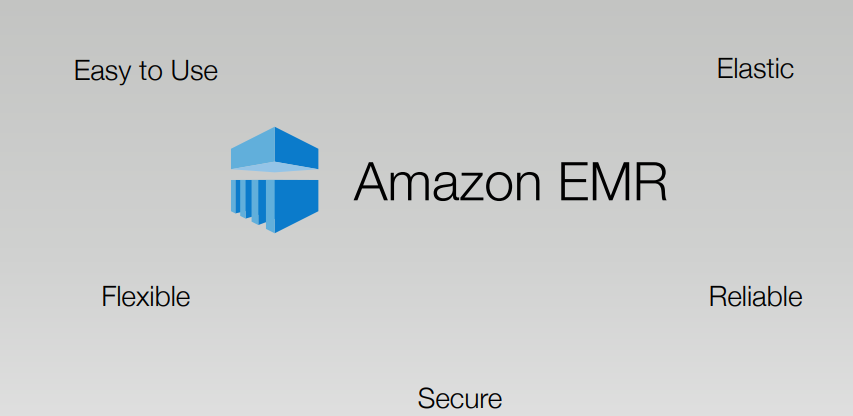 Easy to Use
Elastic
Amazon EMR
Flexible
Reliable
Secure